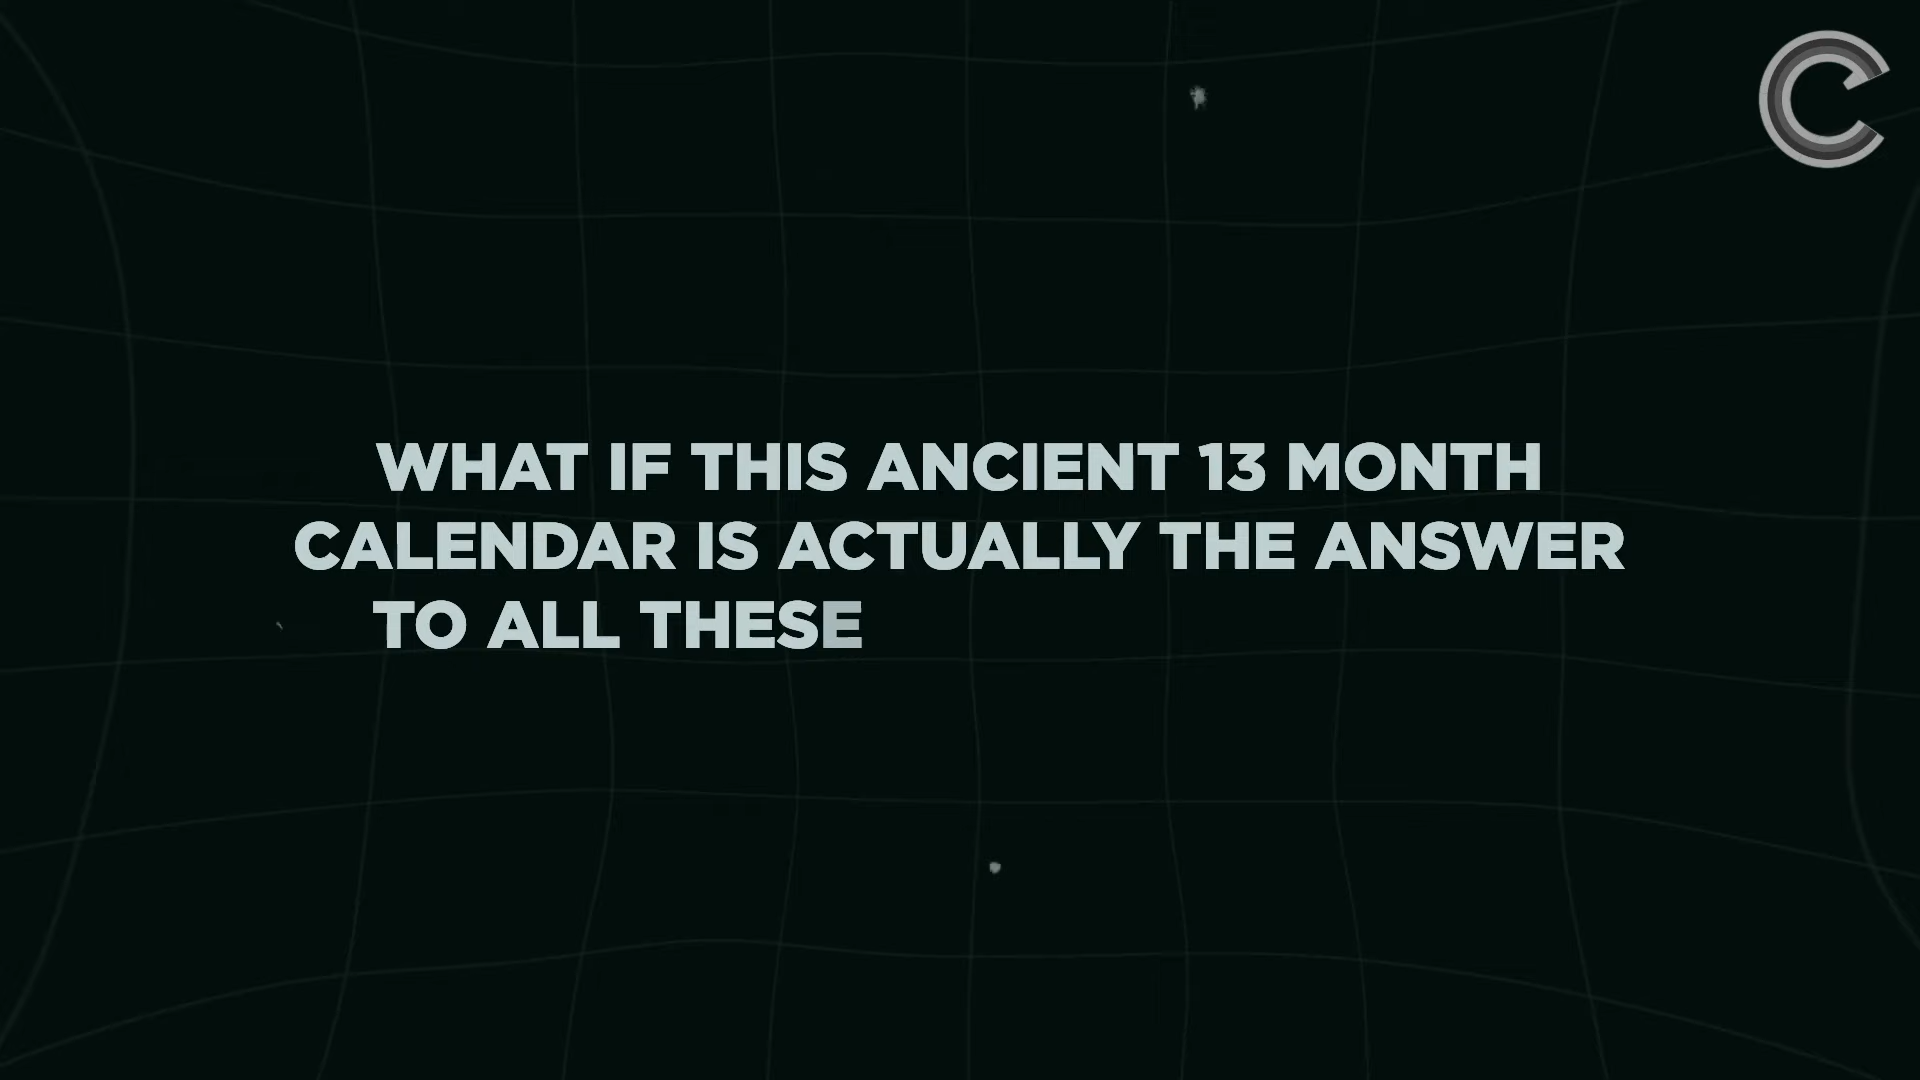 WHAT IF THIS ANCIENT 13 MONTH
CALENDAR IS ACTUALLY THE ANSWER
TO ALL THESE